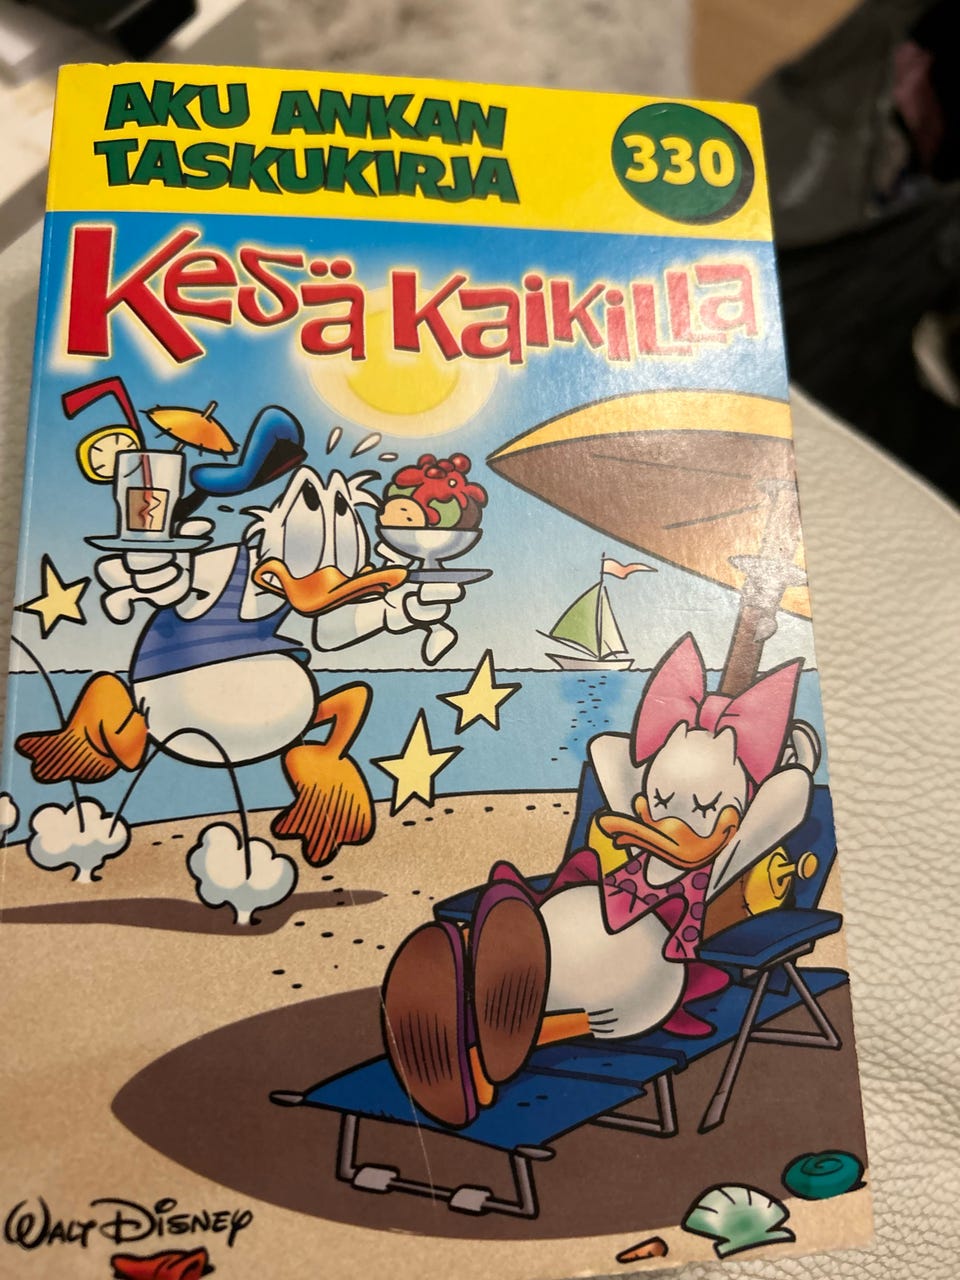 AKU ANKAN
TASKUKIRJA
330
Kesä kaikilla
WALT DISNEY